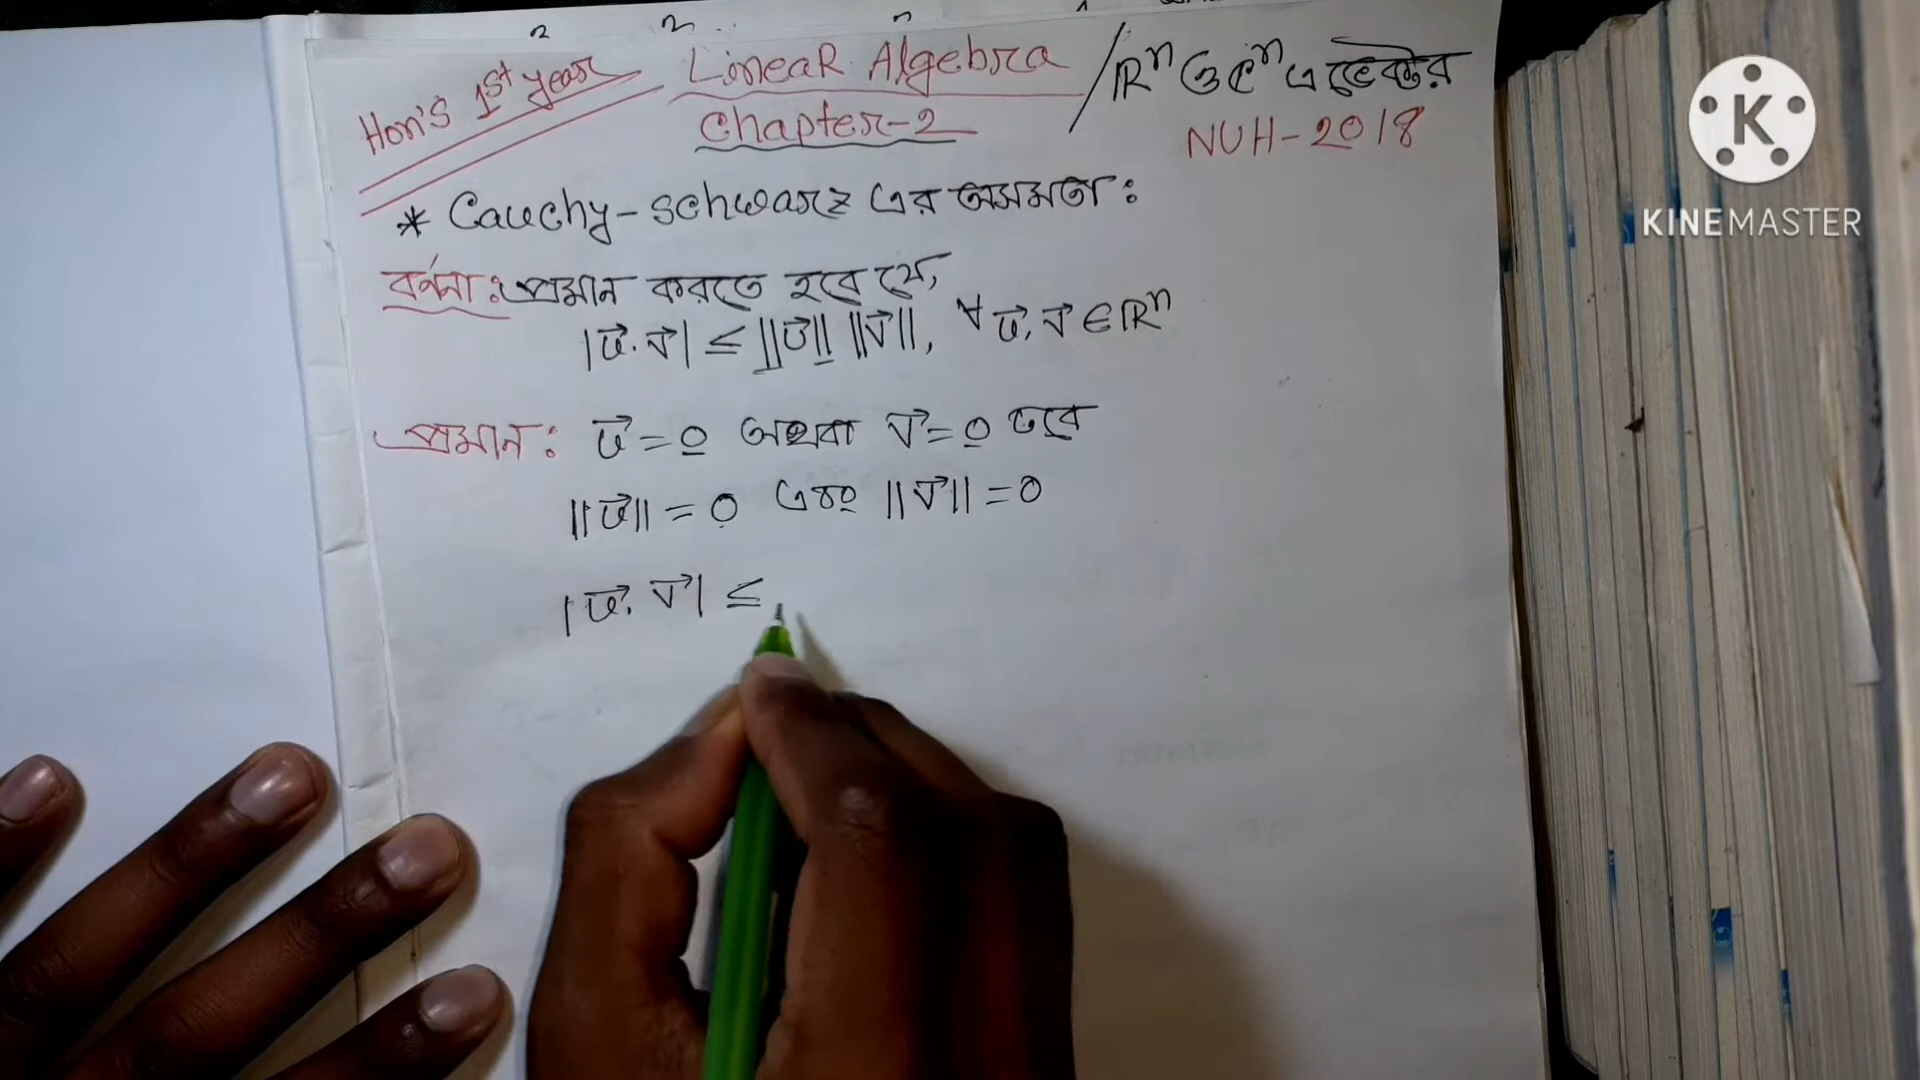 Hon's 1st year
Linear Algebra / ℝⁿ ও ℂⁿ এ ভেক্টর
Chapter-2
NUH-2018
* Cauchy-Schwarz এর অসমতা:
বর্ণনা: প্রমান করতে হবে যে,
|u⃗. v⃗| ≤ ||u⃗|| ||v⃗||, ∀ u⃗, v⃗ ∈ ℝⁿ
প্রমান: u⃗ = 0 অথবা v⃗ = 0 তবে
||u⃗|| = 0 এবং ||v⃗|| = 0
|u⃗. v⃗| ≤
K
KINEMASTER